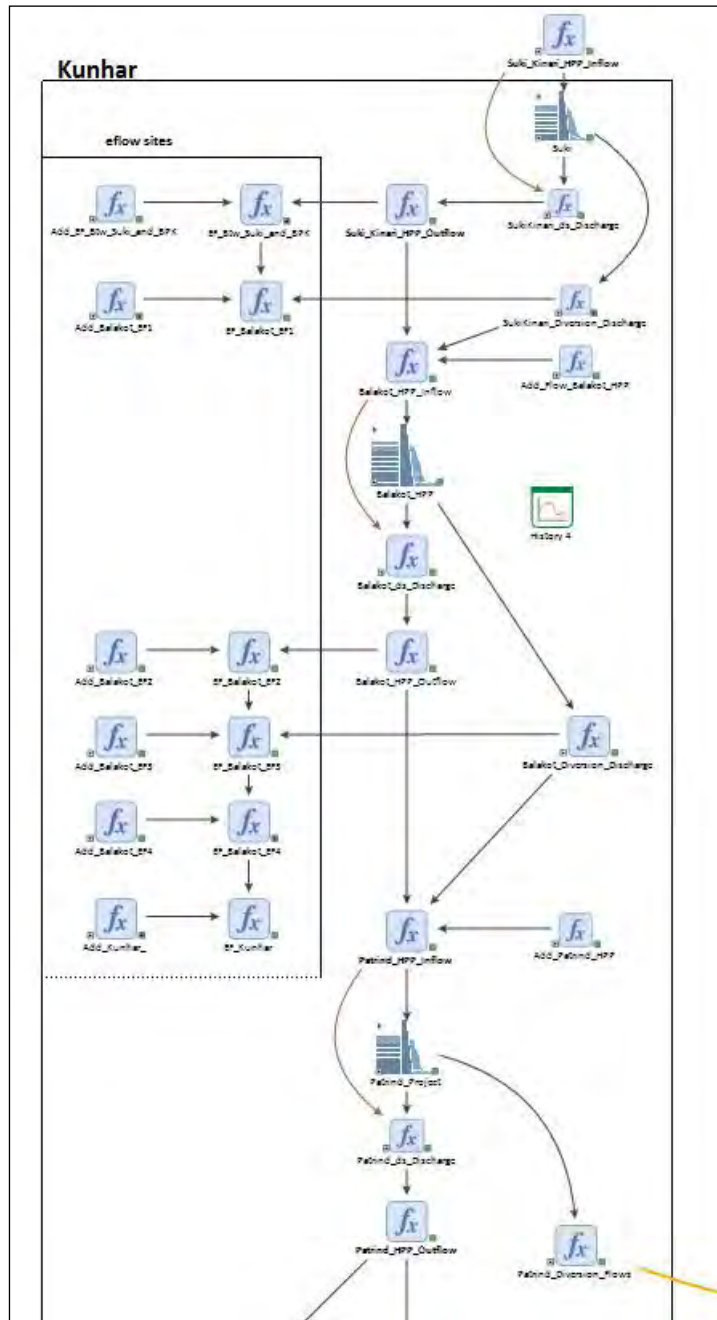 Suki_Kinari_HPP_Inflow
Kunhar
Suki
eflow sites
Add_EF_Btw_Suki_and_BPK
EF_Btw_Suki_and_BPK
Suki_Kinari_HPP_Outflow
SukiKinari_ds_Discharge
Add_Balakot_EF1
EF_Balakot_EF1
SukiKinari_Diversion_Discharge
Balakot_HPP_Inflow
Add_Flow_Balakot_HPP
Balakot_HPP
History 4
Balakot_ds_Discharge
Add_Balakot_EF2
EF_Balakot_EF2
Balakot_HPP_Outflow
Add_Balakot_EF3
EF_Balakot_EF3
Balakot_Diversion_Discharge
Add_Balakot_EF4
EF_Balakot_EF4
Add_Kunhar_
EF_Kunhar
Patrind_HPP_Inflow
Add_Patrind_HPP
Patrind_Project
Patrind_ds_Discharge
Patrind_HPP_Outflow
Patrind_Diversion_Flows